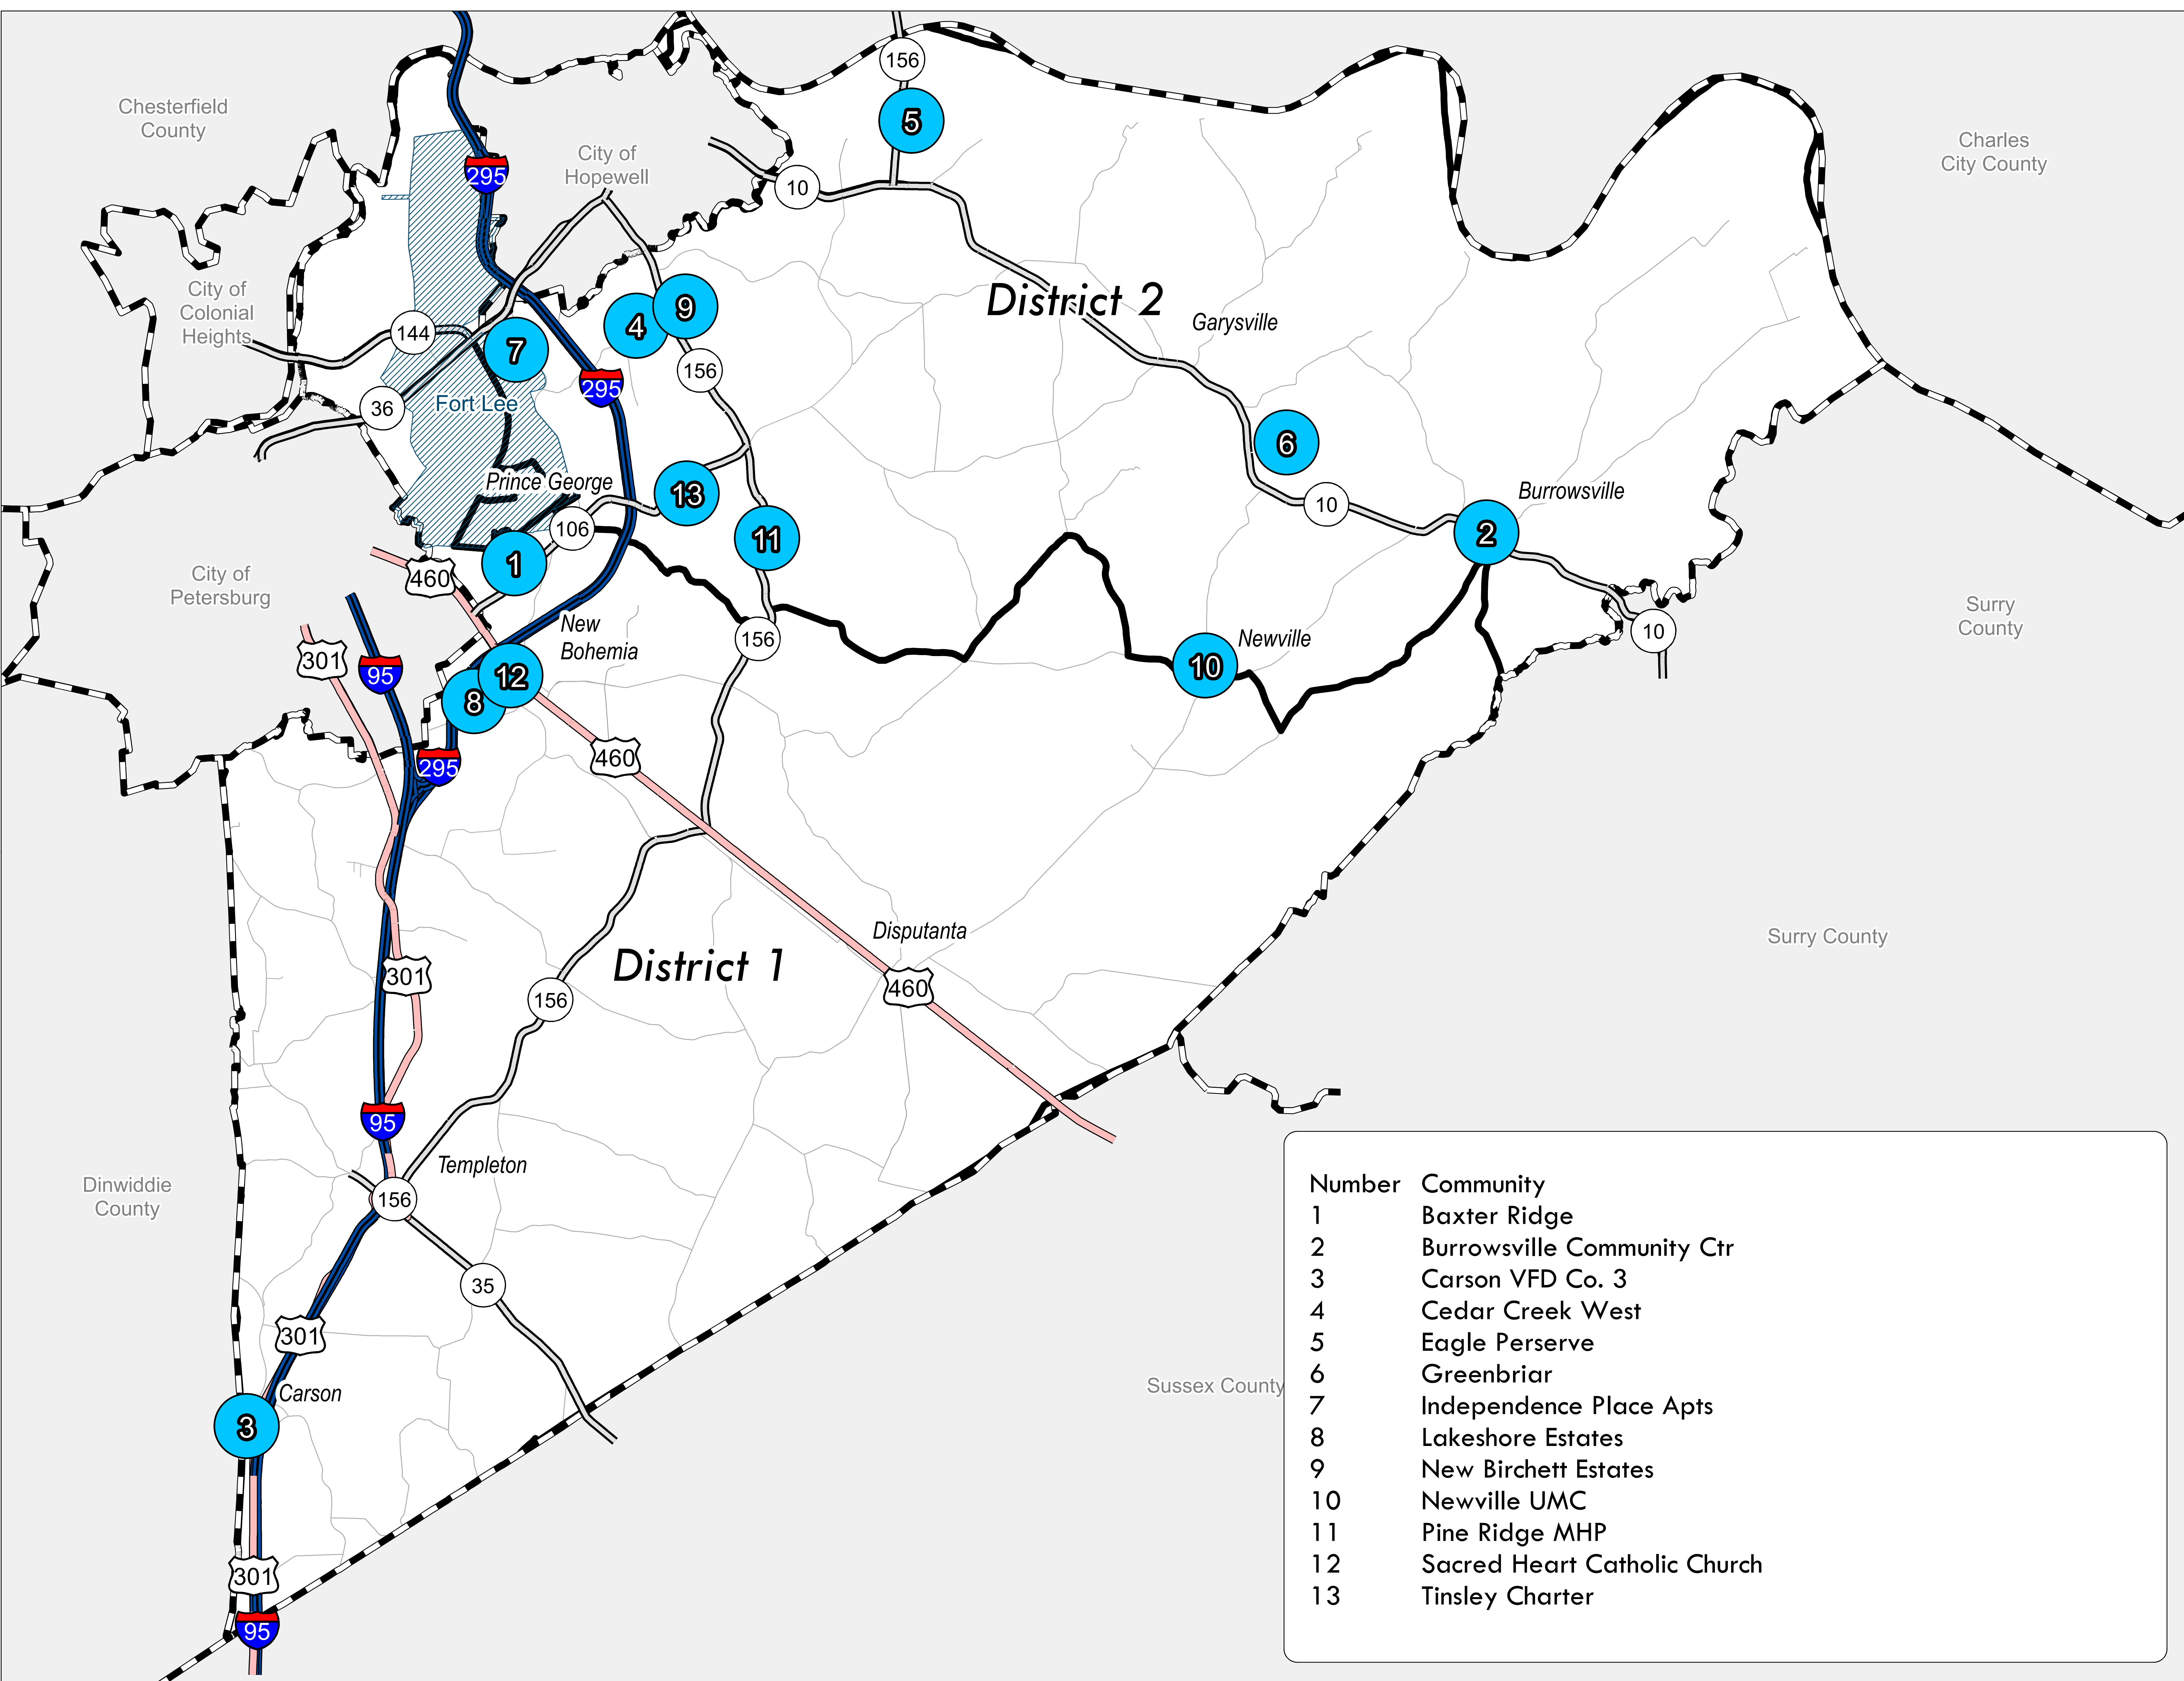 156
Chesterfield
County
5
Charles
City County
295
City of
Hopewell
10
City of
Colonial
Heights
144
4
9
District 2
Garysville
7
156
295
36
Fort Lee
6
Prince George
13
10
Burrowsville
106
11
2
1
460
City of
Petersburg
Surry
County
New
Bohemia
156
Newville
10
10
301
95
12
8
460
295
Disputanta
Surry County
District 1
301
460
156
95
Templeton
Dinwiddie
County
156
35
301
Carson
Sussex County
3
301
95
Number Community
1 Baxter Ridge
2 Burrowsville Community Ctr
3 Carson VFD Co. 3
4 Cedar Creek West
5 Eagle Perserve
6 Greenbriar
7 Independence Place Apts
8 Lakeshore Estates
9 New Birchett Estates
10 Newville UMC
11 Pine Ridge MHP
12 Sacred Heart Catholic Church
13 Tinsley Charter